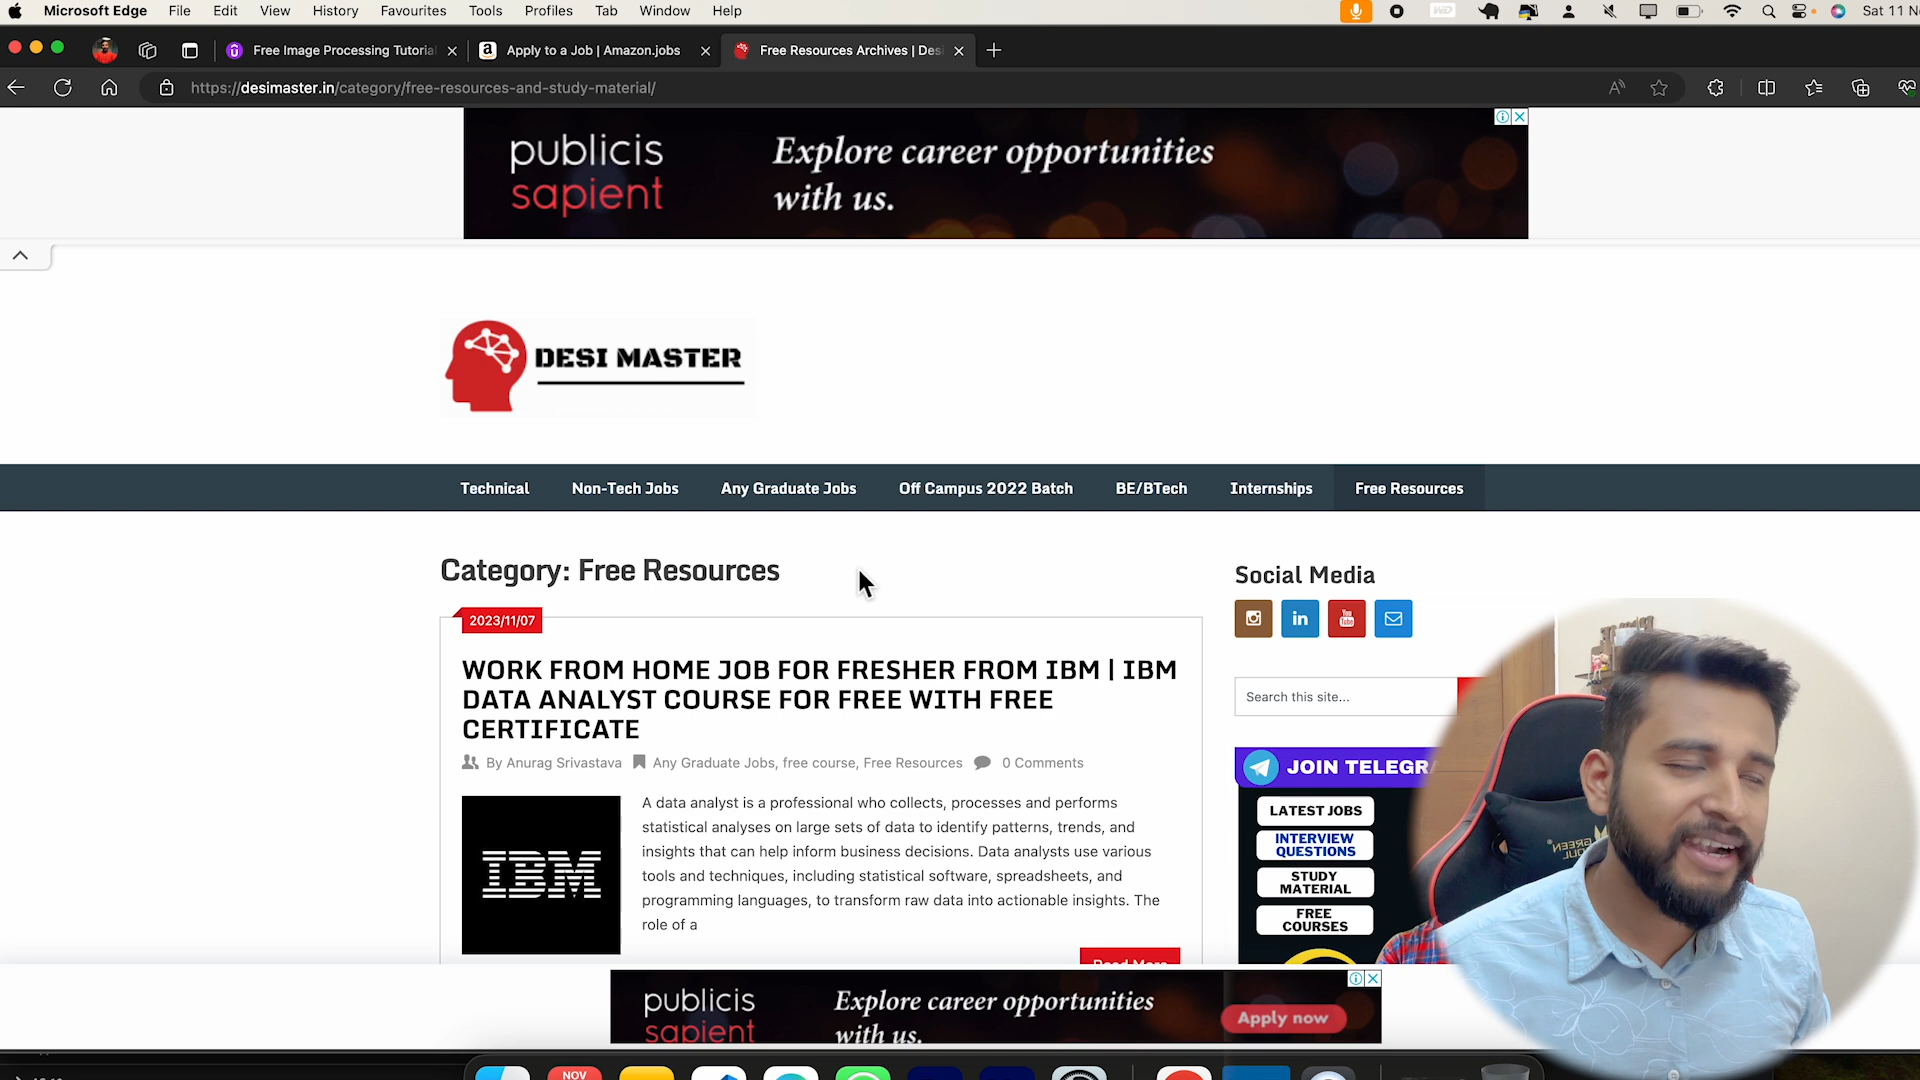 Microsoft Edge File Edit View History Favourites Tools Profiles Tab Window Help Sat 11 N
Free Image Processing Tutoria
Apply to a Job | Amazon.jobs
Free Resources Archives | Des
https://desimaster.in/category/free-resources-and-study-material/
publicis
sapient
Explore career opportunities
with us.
DESI MASTER
Technical Non-Tech Jobs Any Graduate Jobs Off Campus 2022 Batch BE/BTech Internships Free Resources
Category: Free Resources
2023/11/07
WORK FROM HOME JOB FOR FRESHER FROM IBM | IBM
DATA ANALYST COURSE FOR FREE WITH FREE
CERTIFICATE
By Anurag Srivastava Any Graduate Jobs, free course, Free Resources 0 Comments
IBM
A data analyst is a professional who collects, processes and performs
statistical analyses on large sets of data to identify patterns, trends, and
insights that can help inform business decisions. Data analysts use various
tools and techniques, including statistical software, spreadsheets, and
programming languages, to transform raw data into actionable insights. The
role of a
Read More
Social Media
in
You
Tube
Search this site...
JOIN TELEGRA
LATEST JOBS
INTERVIEW
QUESTIONS
STUDY
MATERIAL
FREE
COURSES
publicis
sapient
Explore career opportunities
with us.
Apply now
NOV